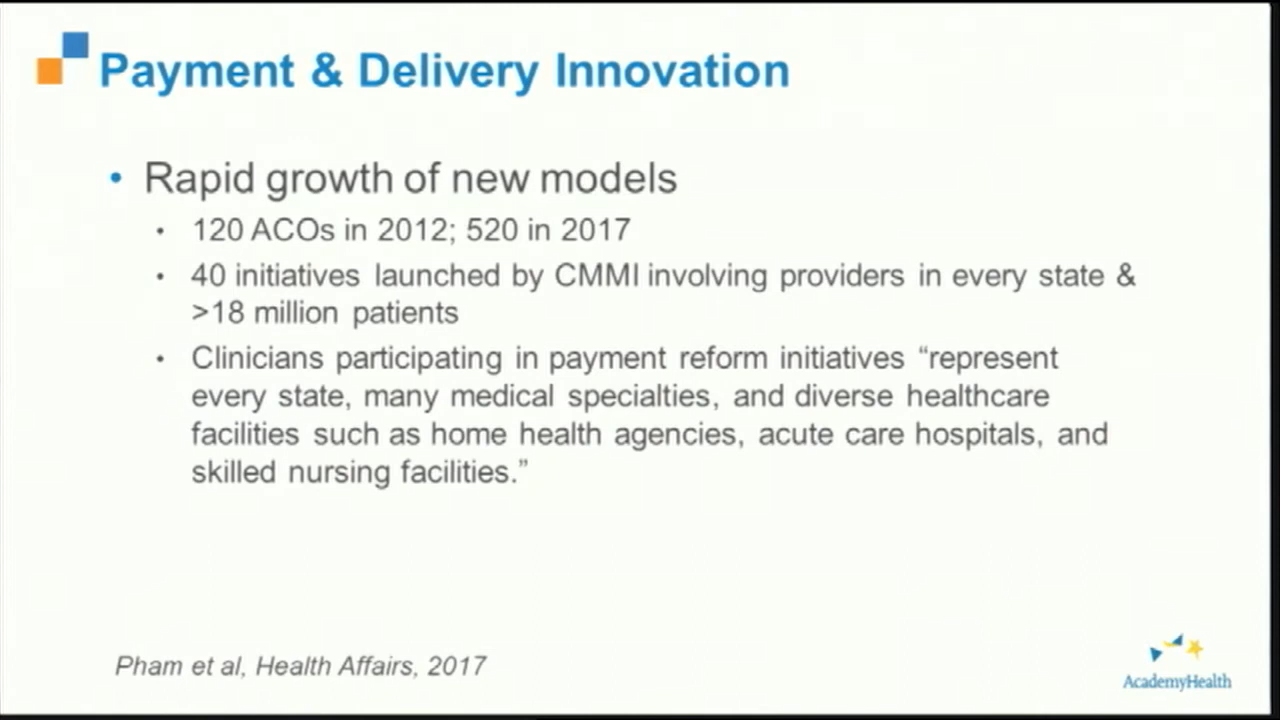 Payment & Delivery Innovation
• Rapid growth of new models
• 120 ACOs in 2012; 520 in 2017
• 40 initiatives launched by CMMI involving providers in every state &
>18 million patients
• Clinicians participating in payment reform initiatives “represent
every state, many medical specialties, and diverse healthcare
facilities such as home health agencies, acute care hospitals, and
skilled nursing facilities.”
Pham et al, Health Affairs, 2017
AcademyHealth